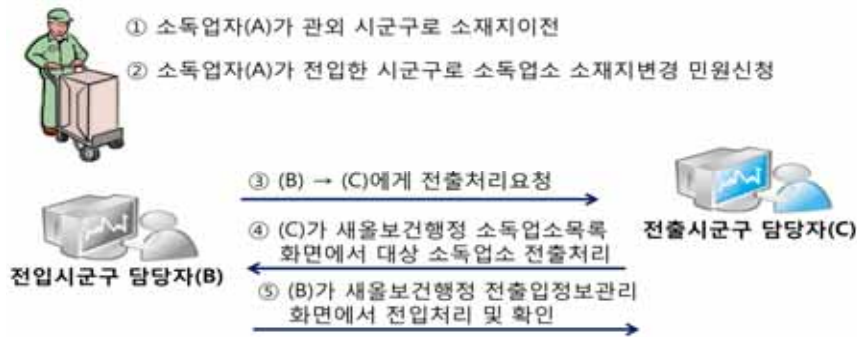 ① 소독업자(A)가 관외 시군구로 소재지이전
② 소독업자(A)가 전입한 시군구로 소독업소 소재지변경 민원신청
③ (B) → (C)에게 전출처리요청
④ (C)가 새올보건행정 소독업소목록
화면에서 대상 소독업소 전출처리
전출시군구 담당자(C)
전입시군구 담당자(B)
⑤ (B)가 새올보건행정 전출입정보관리
화면에서 전입처리 및 확인